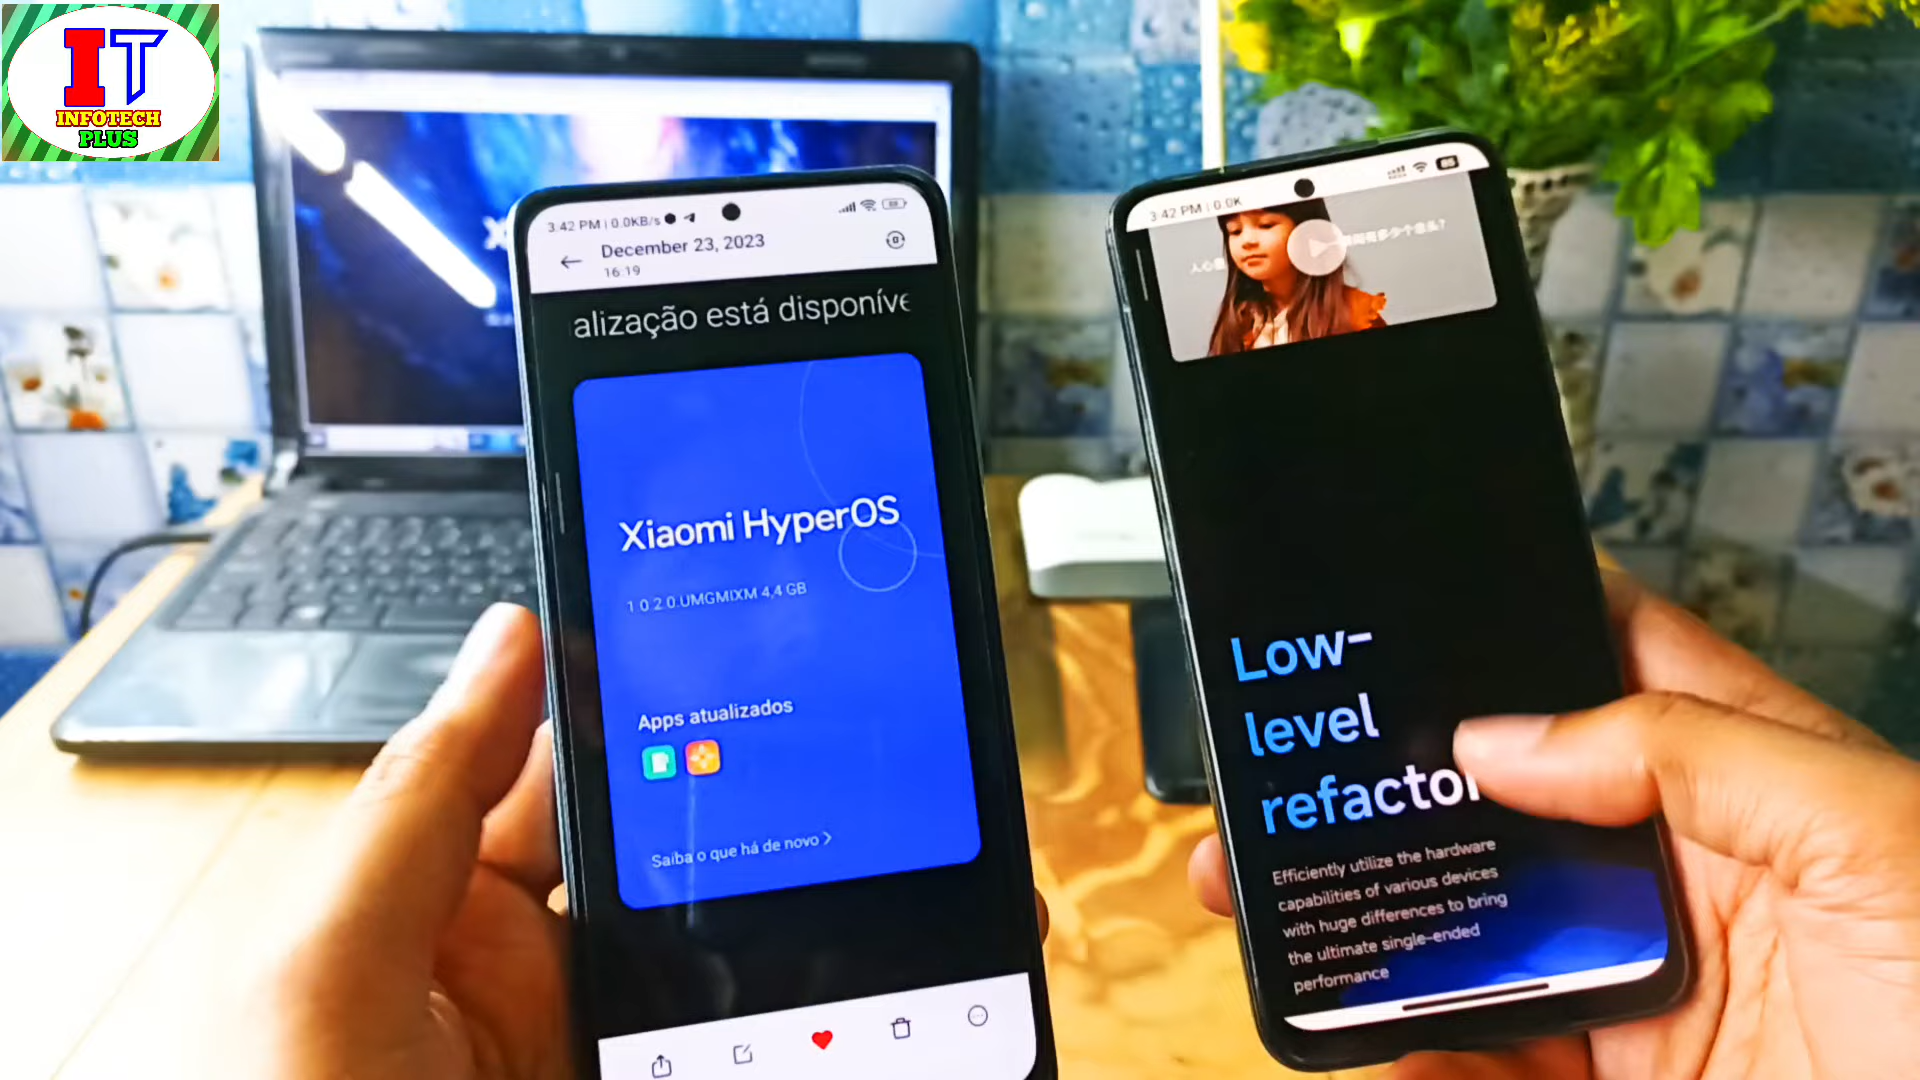 IT
INFOTECH
PLUS
3:42 PM | 0.0KB/s
December 23, 2023
16:19
alização está disponíve
Xiaomi HyperOS
1.0.2.0.UMGMIXM 4,4 GB
Apps atualizados
Saiba o que há de novo >
3:42 PM | 0.0K
Low-
level
refactor
Efficiently utilize the hardware
capabilities of various devices
with huge differences to bring
the ultimate single-ended
performance